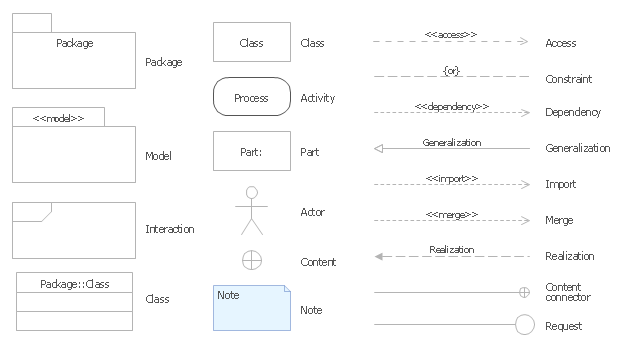 Package
Package
<<model>>
Model
Interaction
Package::Class
Class
Class
Class
Process
Activity
Part:
Part
Actor
Content
Note
Note
<<access>>
Access
{or}
Constraint
<<dependency>>
Dependency
Generalization
Generalization
<<import>>
Import
<<merge>>
Merge
Realization
Realization
Content
connector
Request